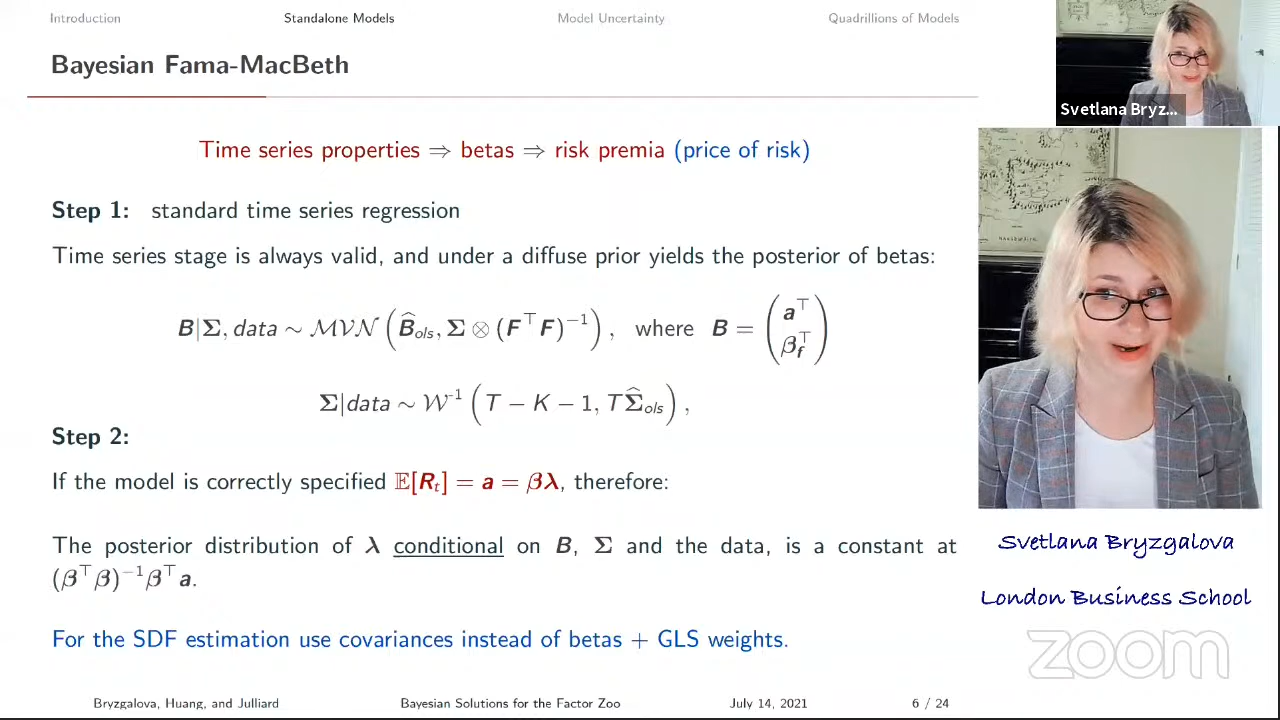 Introduction Standalone Models Model Uncertainty Quadrillions of Models
Bayesian Fama-MacBeth
Svetlana Bryz...
Time series properties ⇒ betas ⇒ risk premia (price of risk)
Step 1: standard time series regression
Time series stage is always valid, and under a diffuse prior yields the posterior of betas:
B|Σ, data ~ MVN (B̂_ols, Σ ⊗ (F^⊤F)^−1), where B = (a^⊤ β_f^⊤)
Σ|data ~ W^-1 (T − K − 1, TΣ̂_ols),
Step 2:
If the model is correctly specified 𝔼[R_t] = a = βλ, therefore:
The posterior distribution of λ conditional on B, Σ and the data, is a constant at
(β^⊤β)^−1β^⊤a.
For the SDF estimation use covariances instead of betas + GLS weights.
Svetlana Bryzgalova
London Business School
zoom
Bryzgalova, Huang, and Julliard Bayesian Solutions for the Factor Zoo July 14, 2021 6 / 24